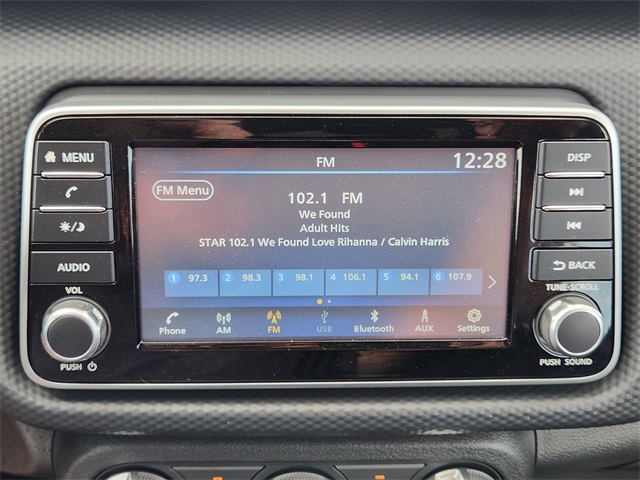 FM 12:28
MENU
DISP
FM Menu
102.1 FM
We Found
Adult Hits
STAR 102.1 We Found Love Rihanna / Calvin Harris
AUDIO
BACK
1 97.3 2 98.3 3 98.1 4 106.1 5 94.1 6 107.9
VOL
TUNE·SCROLL
Phone AM FM USB Bluetooth AUX Settings
PUSH
PUSH SOUND